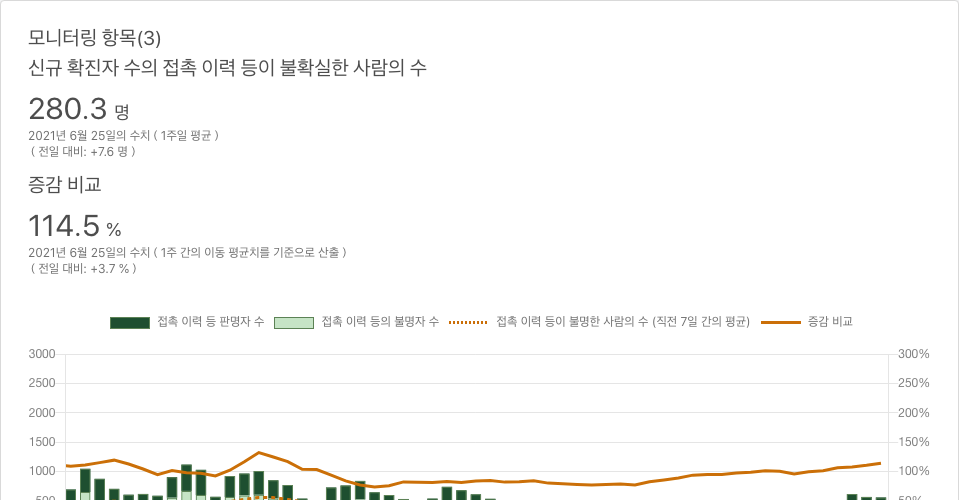 모니터링 항목(3)
신규 확진자 수의 접촉 이력 등이 불확실한 사람의 수
280.3 명
2021년 6월 25일의 수치 ( 1주일 평균 )
( 전일 대비: +7.6 명 )
증감 비교
114.5 %
2021년 6월 25일의 수치 ( 1주 간의 이동 평균치를 기준으로 산출 )
( 전일 대비: +3.7 % )
접촉 이력 등 판명자 수 접촉 이력 등의 불명자 수 접촉 이력 등이 불명한 사람의 수 (직전 7일 간의 평균) 증감 비교
3000 300%
2500 250%
2000 200%
1500 150%
1000 100%
500 50%